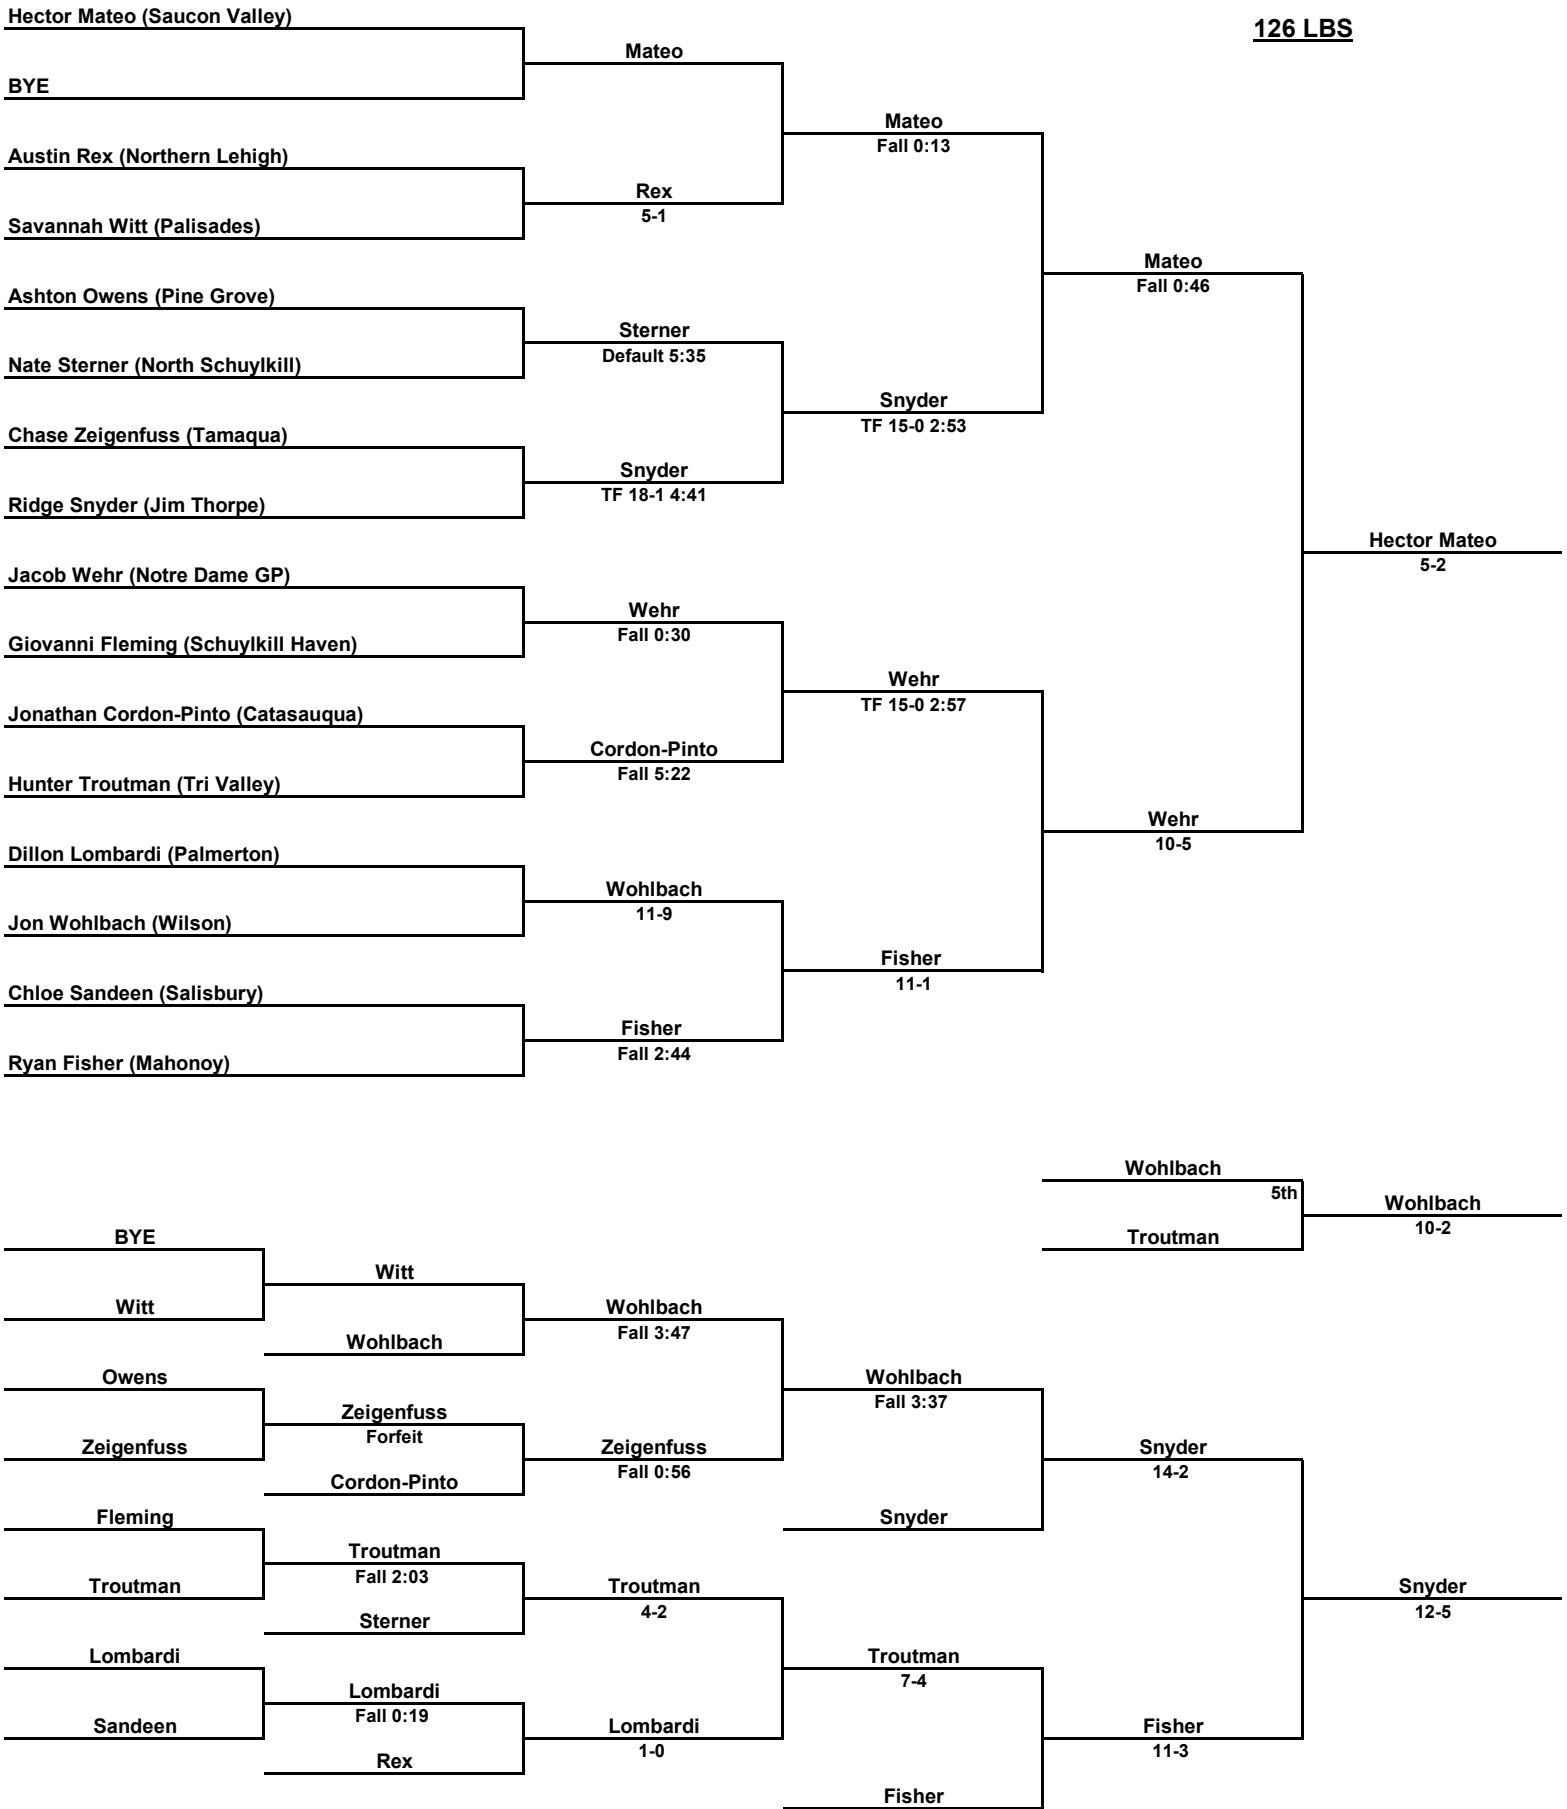 Hector Mateo (Saucon Valley)
126 LBS
Mateo
BYE
Mateo
Fall 0:13
Austin Rex (Northern Lehigh)
Rex
5-1
Savannah Witt (Palisades)
Mateo
Fall 0:46
Ashton Owens (Pine Grove)
Sterner
Default 5:35
Nate Sterner (North Schuylkill)
Snyder
TF 15-0 2:53
Chase Zeigenfuss (Tamaqua)
Snyder
TF 18-1 4:41
Ridge Snyder (Jim Thorpe)
Hector Mateo
5-2
Jacob Wehr (Notre Dame GP)
Wehr
Fall 0:30
Giovanni Fleming (Schuylkill Haven)
Wehr
TF 15-0 2:57
Jonathan Cordon-Pinto (Catasauqua)
Cordon-Pinto
Fall 5:22
Hunter Troutman (Tri Valley)
Wehr
10-5
Dillon Lombardi (Palmerton)
Wohlbach
11-9
Jon Wohlbach (Wilson)
Fisher
11-1
Chloe Sandeen (Salisbury)
Fisher
Fall 2:44
Ryan Fisher (Mahonoy)
Wohlbach
5th
Wohlbach
10-2
Troutman
BYE
Witt
Witt
Wohlbach
Fall 3:47
Wohlbach
Owens
Wohlbach
Fall 3:37
Zeigenfuss
Forfeit
Zeigenfuss
Zeigenfuss
Fall 0:56
Snyder
14-2
Cordon-Pinto
Fleming
Snyder
Troutman
Fall 2:03
Troutman
Troutman
4-2
Snyder
12-5
Sterner
Lombardi
Troutman
7-4
Lombardi
Fall 0:19
Sandeen
Lombardi
1-0
Fisher
11-3
Rex
Fisher